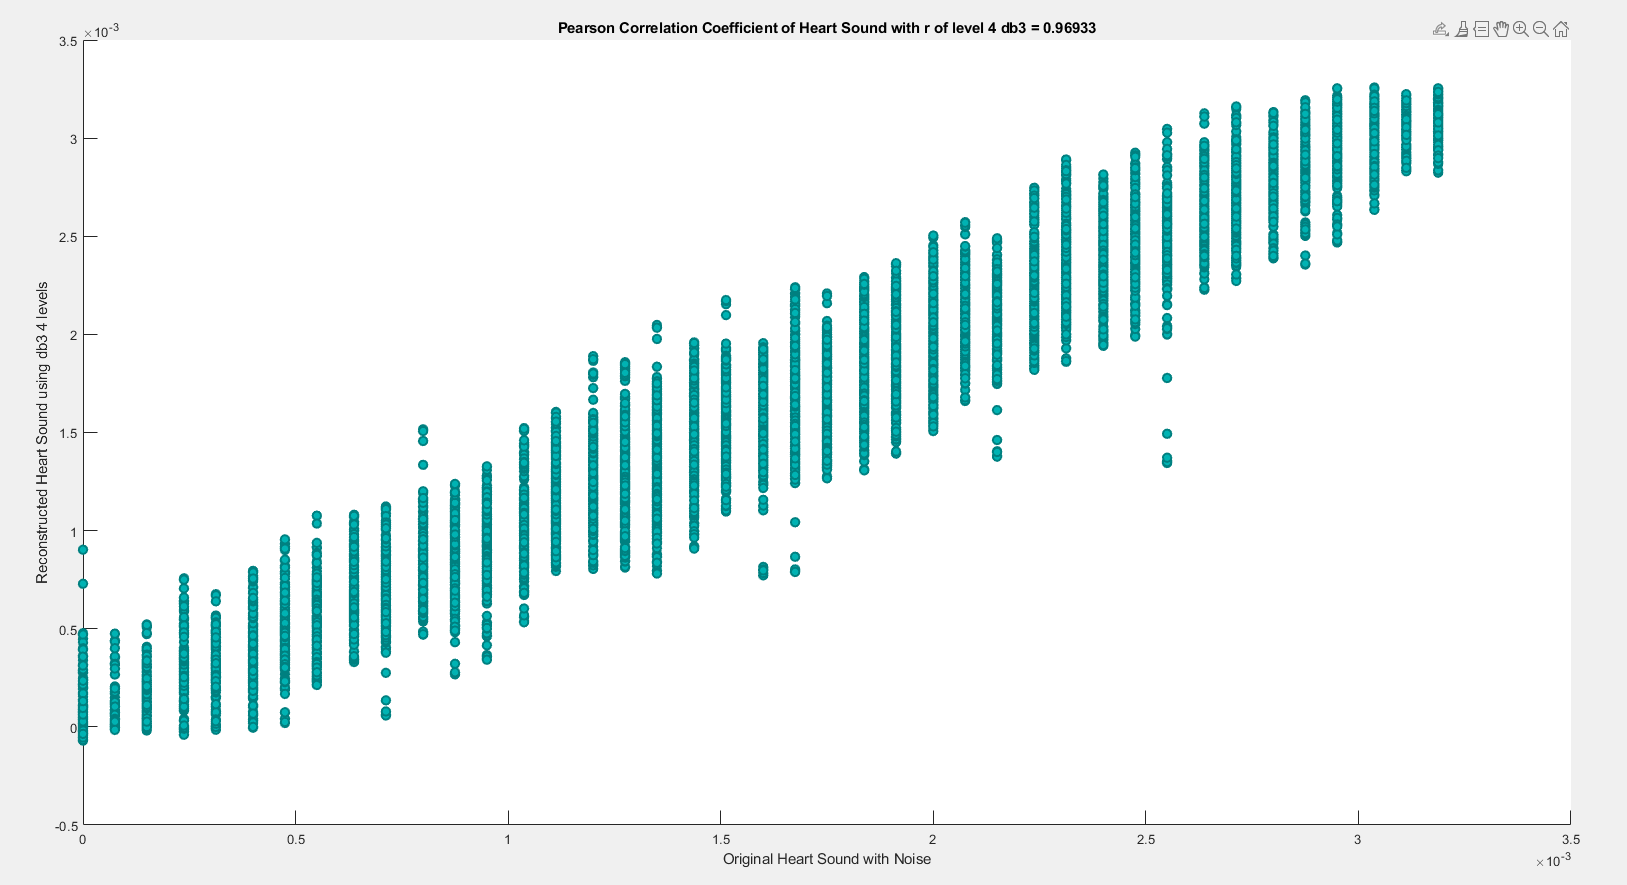 Pearson Correlation Coefficient of Heart Sound with r of level 4 db3 = 0.96933
×10⁻³
3.5
3
2.5
2
1.5
1
0.5
0
-0.5
Reconstructed Heart Sound using db3 4 levels
0 0.5 1 1.5 2 2.5 3 3.5
Original Heart Sound with Noise
×10⁻³